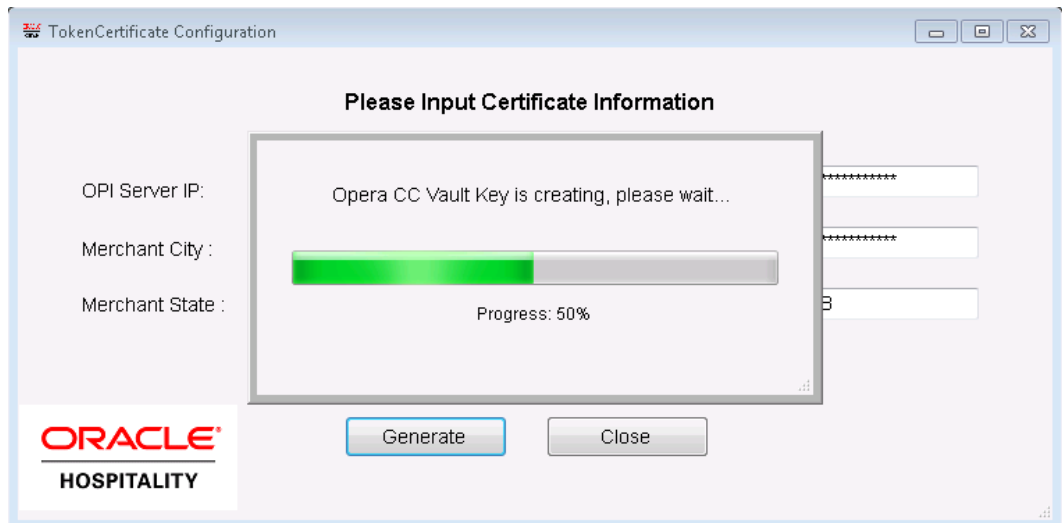 TokenCertificate Configuration
Please Input Certificate Information
OPI Server IP:
***********
Opera CC Vault Key is creating, please wait...
Merchant City :
***********
Merchant State :
Progress: 50%
Generate
Close
ORACLE®
HOSPITALITY